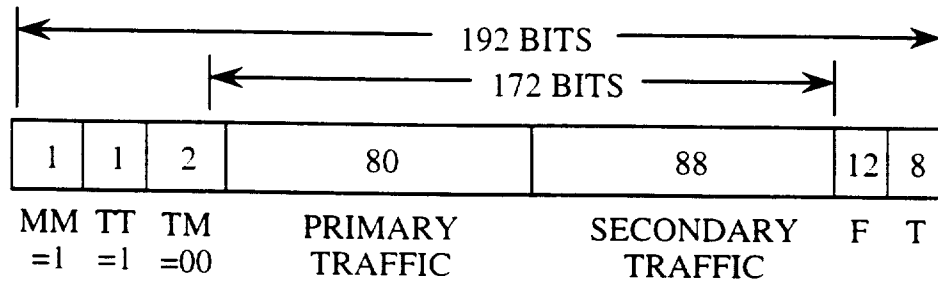 192 BITS
172 BITS
1 1 2 80 88 12 8
MM TT TM PRIMARY SECONDARY F T
=1 =1 =00 TRAFFIC TRAFFIC